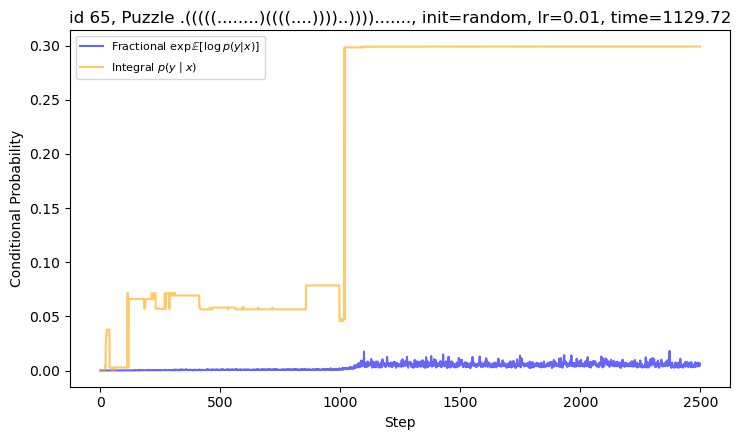 id 65, Puzzle .(((((........)((((....))))..))))......., init=random, lr=0.01, time=1129.72
Fractional exp𝔼[log p(y|x)]
Integral p(y | x)
0.30
0.25
0.20
0.15
0.10
0.05
0.00
Conditional Probability
0
500
1000
1500
2000
2500
Step